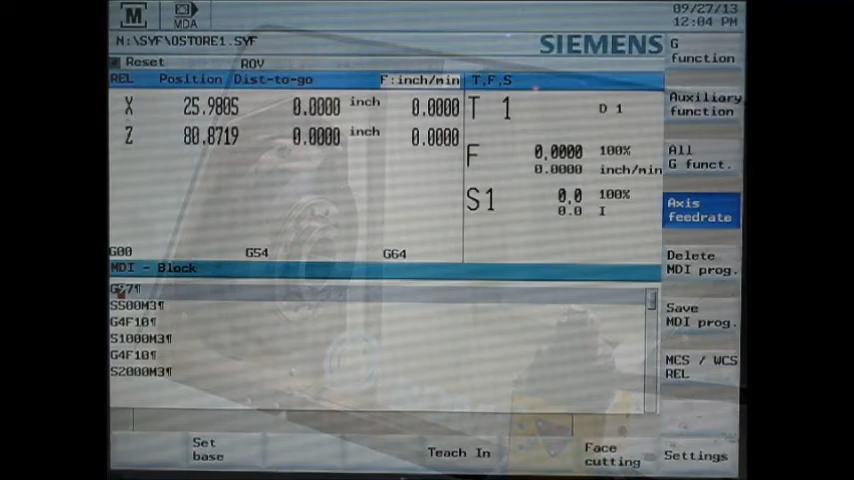 M MDA 09/27/13
12:04 PM
N:\SYF\OSTORE1.SYF SIEMENS
Reset ROV
REL Position Dist-to-go F:inch/min T,F,S
X 25.9805 0.0000 inch 0.0000 T 1 D 1
Z 80.8719 0.0000 inch 0.0000
F 0.0000 100%
0.0000 inch/min
S1 0.0 100%
0.0 I
G00 G54 G64
MDI - Block
G97¶
S500M3¶
G4F10¶
S1000M3¶
G4F10¶
S2000M3¶
G
function
Auxiliary
function
All
G funct.
Axis
feedrate
Delete
MDI prog.
Save
MDI prog.
MCS / WCS
REL
Set
base
Teach In
Face
cutting
Settings